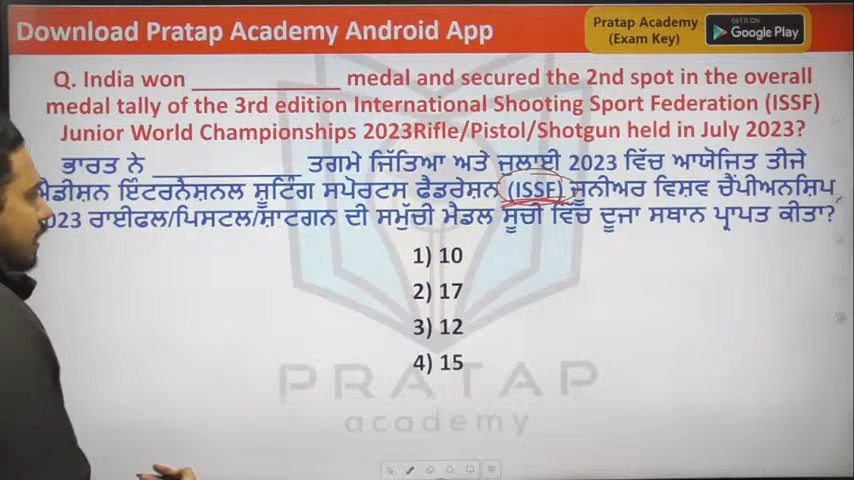 Download Pratap Academy Android App
Pratap Academy
(Exam Key)
GET IT ON
Google Play
Q. India won ______________ medal and secured the 2nd spot in the overall
medal tally of the 3rd edition International Shooting Sport Federation (ISSF)
Junior World Championships 2023Rifle/Pistol/Shotgun held in July 2023?
ਭਾਰਤ ਨੇ ______________ ਤਗਮੇ ਜਿੱਤਿਆ ਅਤੇ ਜੁਲਾਈ 2023 ਵਿੱਚ ਆਯੋਜਿਤ ਤੀਜੇ
ਐਡੀਸ਼ਨ ਇੰਟਰਨੈਸ਼ਨਲ ਸ਼ੂਟਿੰਗ ਸਪੋਰਟਸ ਫੈਡਰੇਸ਼ਨ (ISSF) ਜੂਨੀਅਰ ਵਿਸ਼ਵ ਚੈਂਪੀਅਨਸ਼ਿਪ
2023 ਰਾਈਫਲ/ਪਿਸਟਲ/ਸ਼ਾਟਗਨ ਦੀ ਸਮੁੱਚੀ ਮੈਡਲ ਸੂਚੀ ਵਿੱਚ ਦੂਜਾ ਸਥਾਨ ਪ੍ਰਾਪਤ ਕੀਤਾ?
1) 10
2) 17
3) 12
4) 15
PRATAP
academy